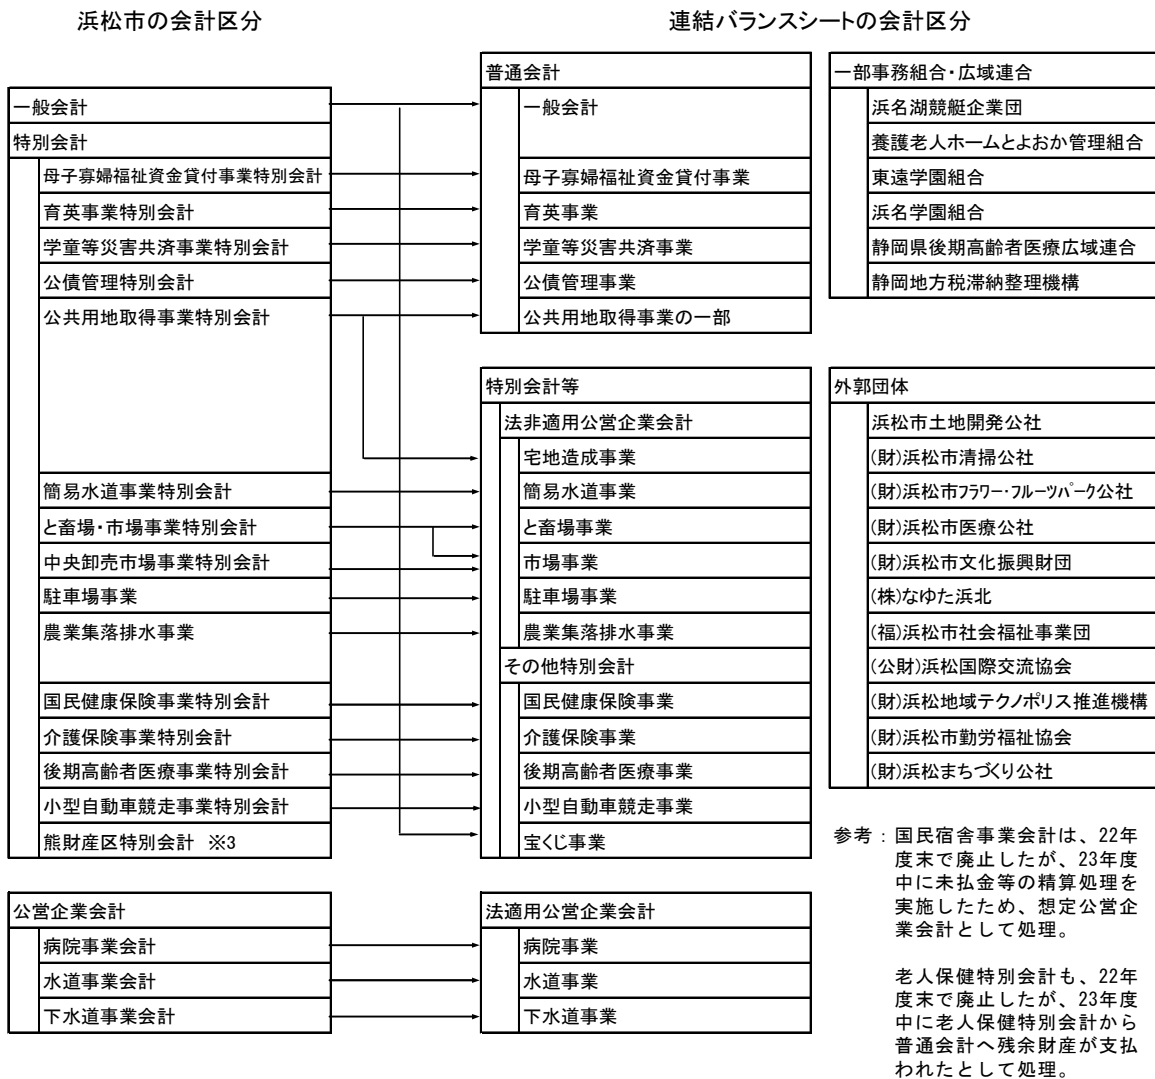 浜松市の会計区分
連結バランスシートの会計区分
一般会計
特別会計
母子寡婦福祉資金貸付事業特別会計
育英事業特別会計
学童等災害共済事業特別会計
公債管理特別会計
公共用地取得事業特別会計
簡易水道事業特別会計
と畜場・市場事業特別会計
中央卸売市場事業特別会計
駐車場事業
農業集落排水事業
国民健康保険事業特別会計
介護保険事業特別会計
後期高齢者医療事業特別会計
小型自動車競走事業特別会計
熊財産区特別会計 ※3
公営企業会計
病院事業会計
水道事業会計
下水道事業会計
普通会計
一般会計
母子寡婦福祉資金貸付事業
育英事業
学童等災害共済事業
公債管理事業
公共用地取得事業の一部
特別会計等
法非適用公営企業会計
宅地造成事業
簡易水道事業
と畜場事業
市場事業
駐車場事業
農業集落排水事業
その他特別会計
国民健康保険事業
介護保険事業
後期高齢者医療事業
小型自動車競走事業
宝くじ事業
法適用公営企業会計
病院事業
水道事業
下水道事業
一部事務組合・広域連合
浜名湖競艇企業団
養護老人ホームとよおか管理組合
東遠学園組合
浜名学園組合
静岡県後期高齢者医療広域連合
静岡地方税滞納整理機構
外郭団体
浜松市土地開発公社
(財)浜松市清掃公社
(財)浜松市フラワー・フルーツパーク公社
(財)浜松市医療公社
(財)浜松市文化振興財団
(株)なゆた浜北
(福)浜松市社会福祉事業団
(公財)浜松国際交流協会
(財)浜松地域テクノポリス推進機構
(財)浜松市勤労福祉協会
(財)浜松まちづくり公社
参考：国民宿舎事業会計は、22年
度末で廃止したが、23年度
中に未払金等の精算処理を
実施したため、想定公営企
業会計として処理。
老人保健特別会計も、22年
度末で廃止したが、23年度
中に老人保健特別会計から
普通会計へ残余財産が支払
われたとして処理。